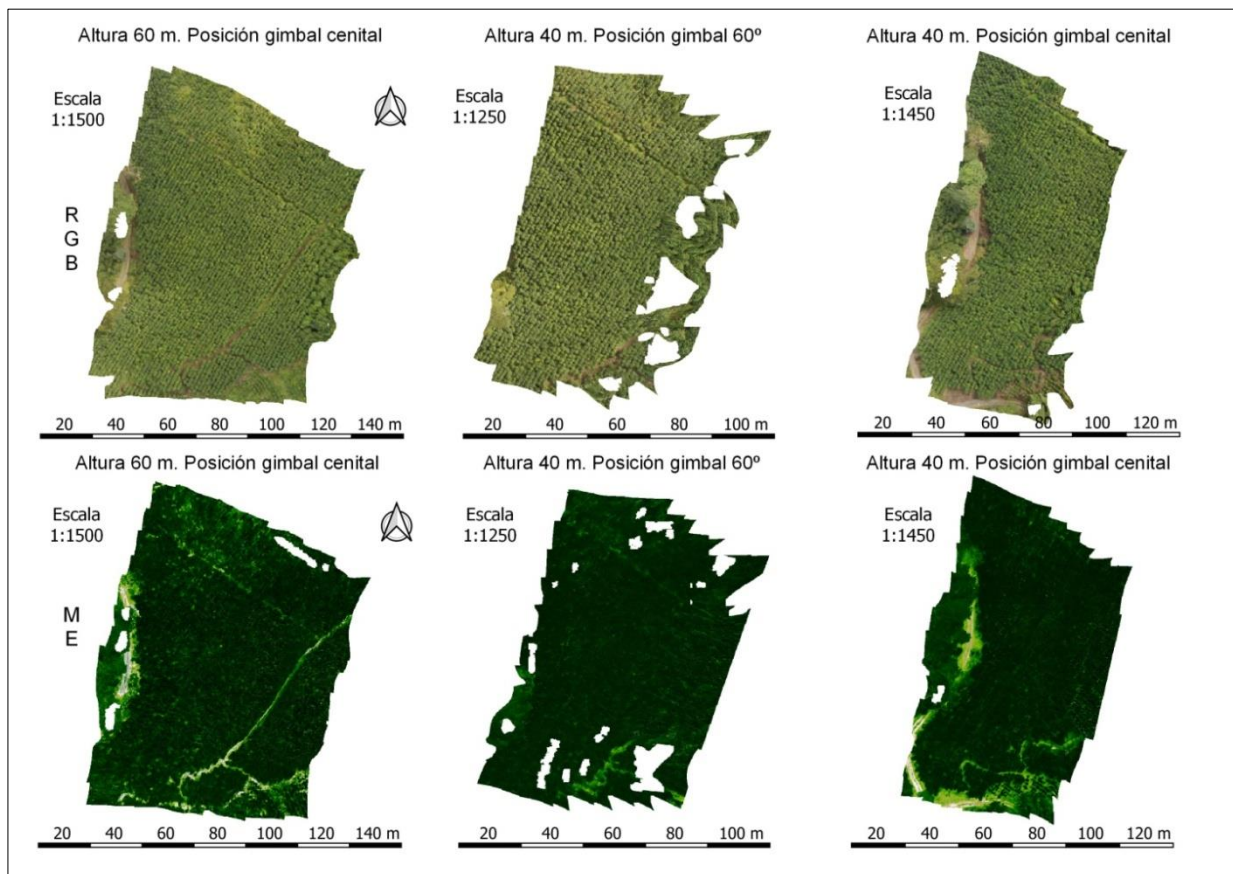 Altura 60 m. Posición gimbal cenital
Altura 40 m. Posición gimbal 60º
Altura 40 m. Posición gimbal cenital
Escala
1:1500
Escala
1:1250
Escala
1:1450
R
G
B
20 40 60 80 100 120 140 m
20 40 60 80 100 m
20 40 60 80 100 120 m
Altura 60 m. Posición gimbal cenital
Altura 40 m. Posición gimbal 60º
Altura 40 m. Posición gimbal cenital
Escala
1:1500
Escala
1:1250
Escala
1:1450
M
E
20 40 60 80 100 120 140 m
20 40 60 80 100 m
20 40 60 80 100 120 m